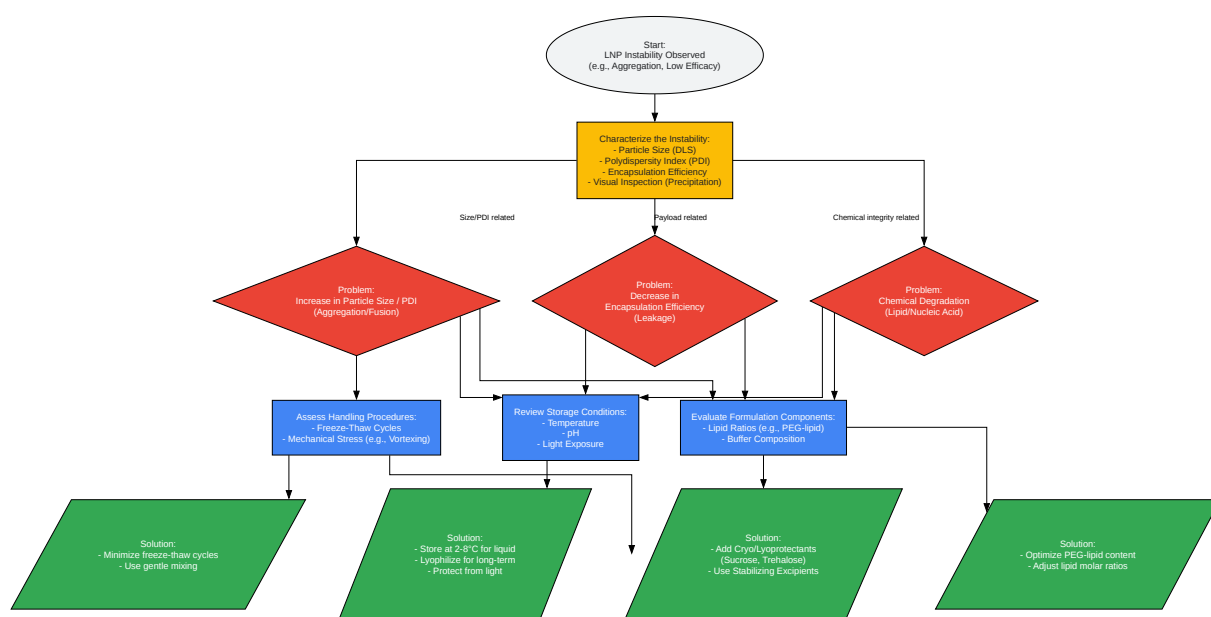 Start:
LNP Instability Observed
(e.g., Aggregation, Low Efficacy)
Characterize the Instability:
- Particle Size (DLS)
- Polydispersity Index (PDI)
- Encapsulation Efficiency
- Visual Inspection (Precipitation)
Size/PDI related
Payload related
Chemical integrity related
Problem:
Increase in Particle Size / PDI
(Aggregation/Fusion)
Problem:
Decrease in
Encapsulation Efficiency
(Leakage)
Problem:
Chemical Degradation
(Lipid/Nucleic Acid)
Assess Handling Procedures:
- Freeze-Thaw Cycles
- Mechanical Stress (e.g., Vortexing)
Review Storage Conditions:
- Temperature
- pH
- Light Exposure
Evaluate Formulation Components:
- Lipid Ratios (e.g., PEG-lipid)
- Buffer Composition
Solution:
- Minimize freeze-thaw cycles
- Use gentle mixing
Solution:
- Store at 2-8°C for liquid
- Lyophilize for long-term
- Protect from light
Solution:
- Add Cryo/Lyoprotectants
(Sucrose, Trehalose)
- Use Stabilizing Excipients
Solution:
- Optimize PEG-lipid content
- Adjust lipid molar ratios